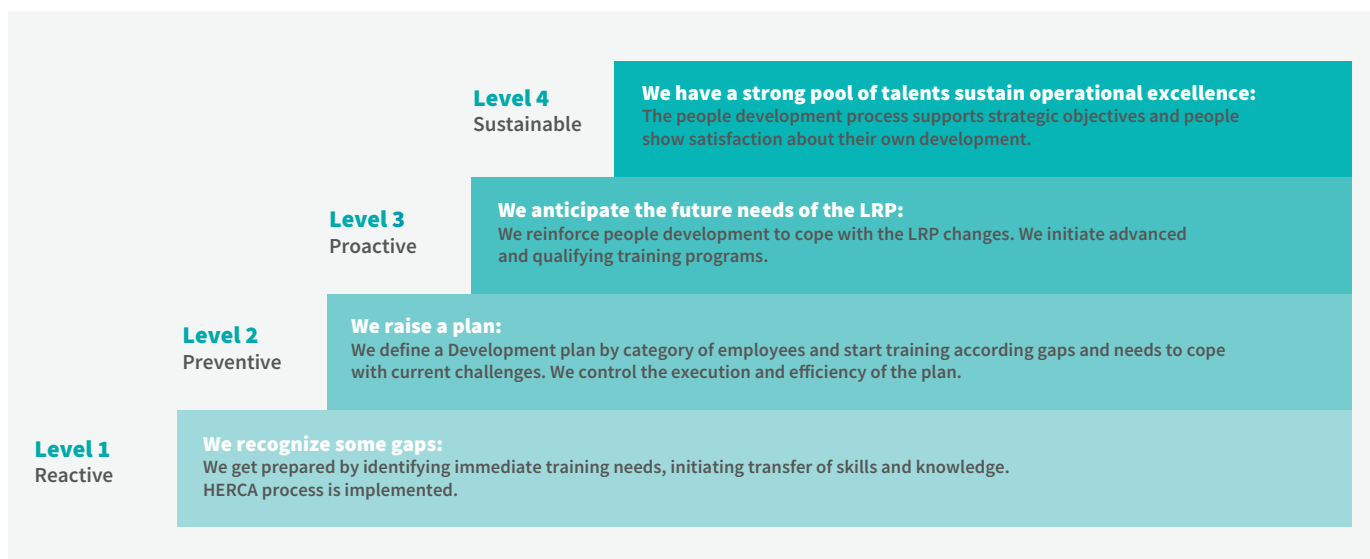 Level 4
Sustainable
We have a strong pool of talents sustain operational excellence:
The people development process supports strategic objectives and people
show satisfaction about their own development.
Level 3
Proactive
We anticipate the future needs of the LRP:
We reinforce people development to cope with the LRP changes. We initiate advanced
and qualifying training programs.
Level 2
Preventive
We raise a plan:
We define a Development plan by category of employees and start training according gaps and needs to cope
with current challenges. We control the execution and efficiency of the plan.
Level 1
Reactive
We recognize some gaps:
We get prepared by identifying immediate training needs, initiating transfer of skills and knowledge.
HERCA process is implemented.